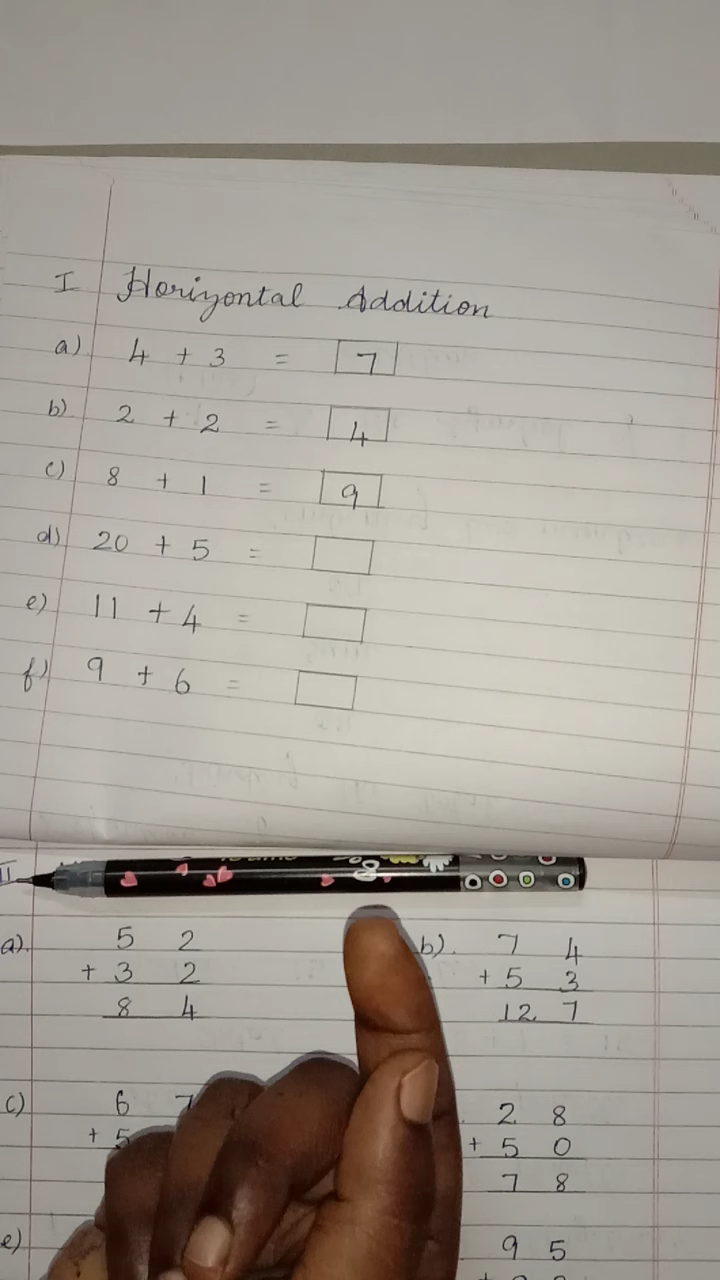 I Horizontal Addition
a) 4 + 3 = 7
b) 2 + 2 = 4
c) 8 + 1 = 9
d) 20 + 5 =
e) 11 + 4 =
f) 9 + 6 =
II
a). 5 2
+ 3 2
8 4
b). 7 4
+ 5 3
12 7
c) 6 7
+ 5
2 8
+ 5 0
7 8
e)
9 5
+